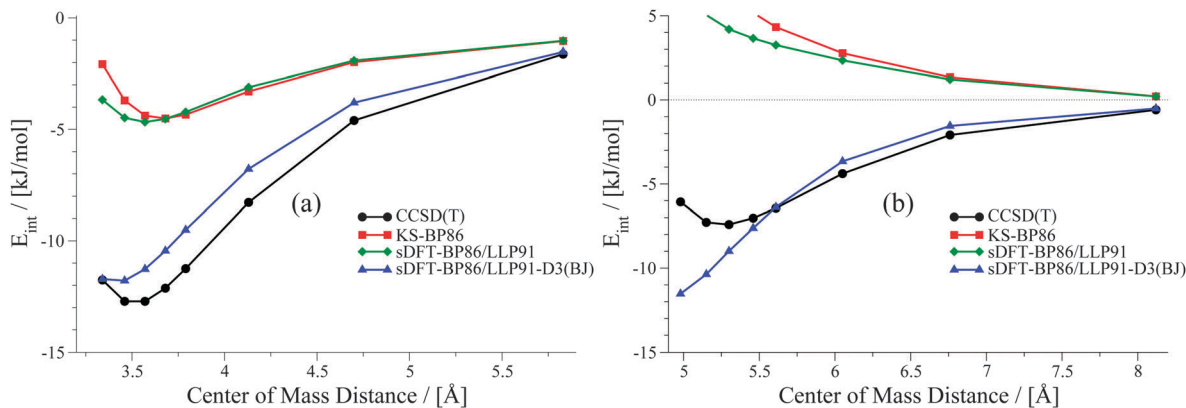 0
-5
-10
-15
E_int / [kJ/mol]
(a)
CCSD(T)
KS-BP86
sDFT-BP86/LLP91
sDFT-BP86/LLP91-D3(BJ)
3.5
4
4.5
5
5.5
Center of Mass Distance / [Å]
5
0
-5
-10
-15
E_int / [kJ/mol]
(b)
CCSD(T)
KS-BP86
sDFT-BP86/LLP91
sDFT-BP86/LLP91-D3(BJ)
5
5.5
6
6.5
7
7.5
8
Center of Mass Distance / [Å]